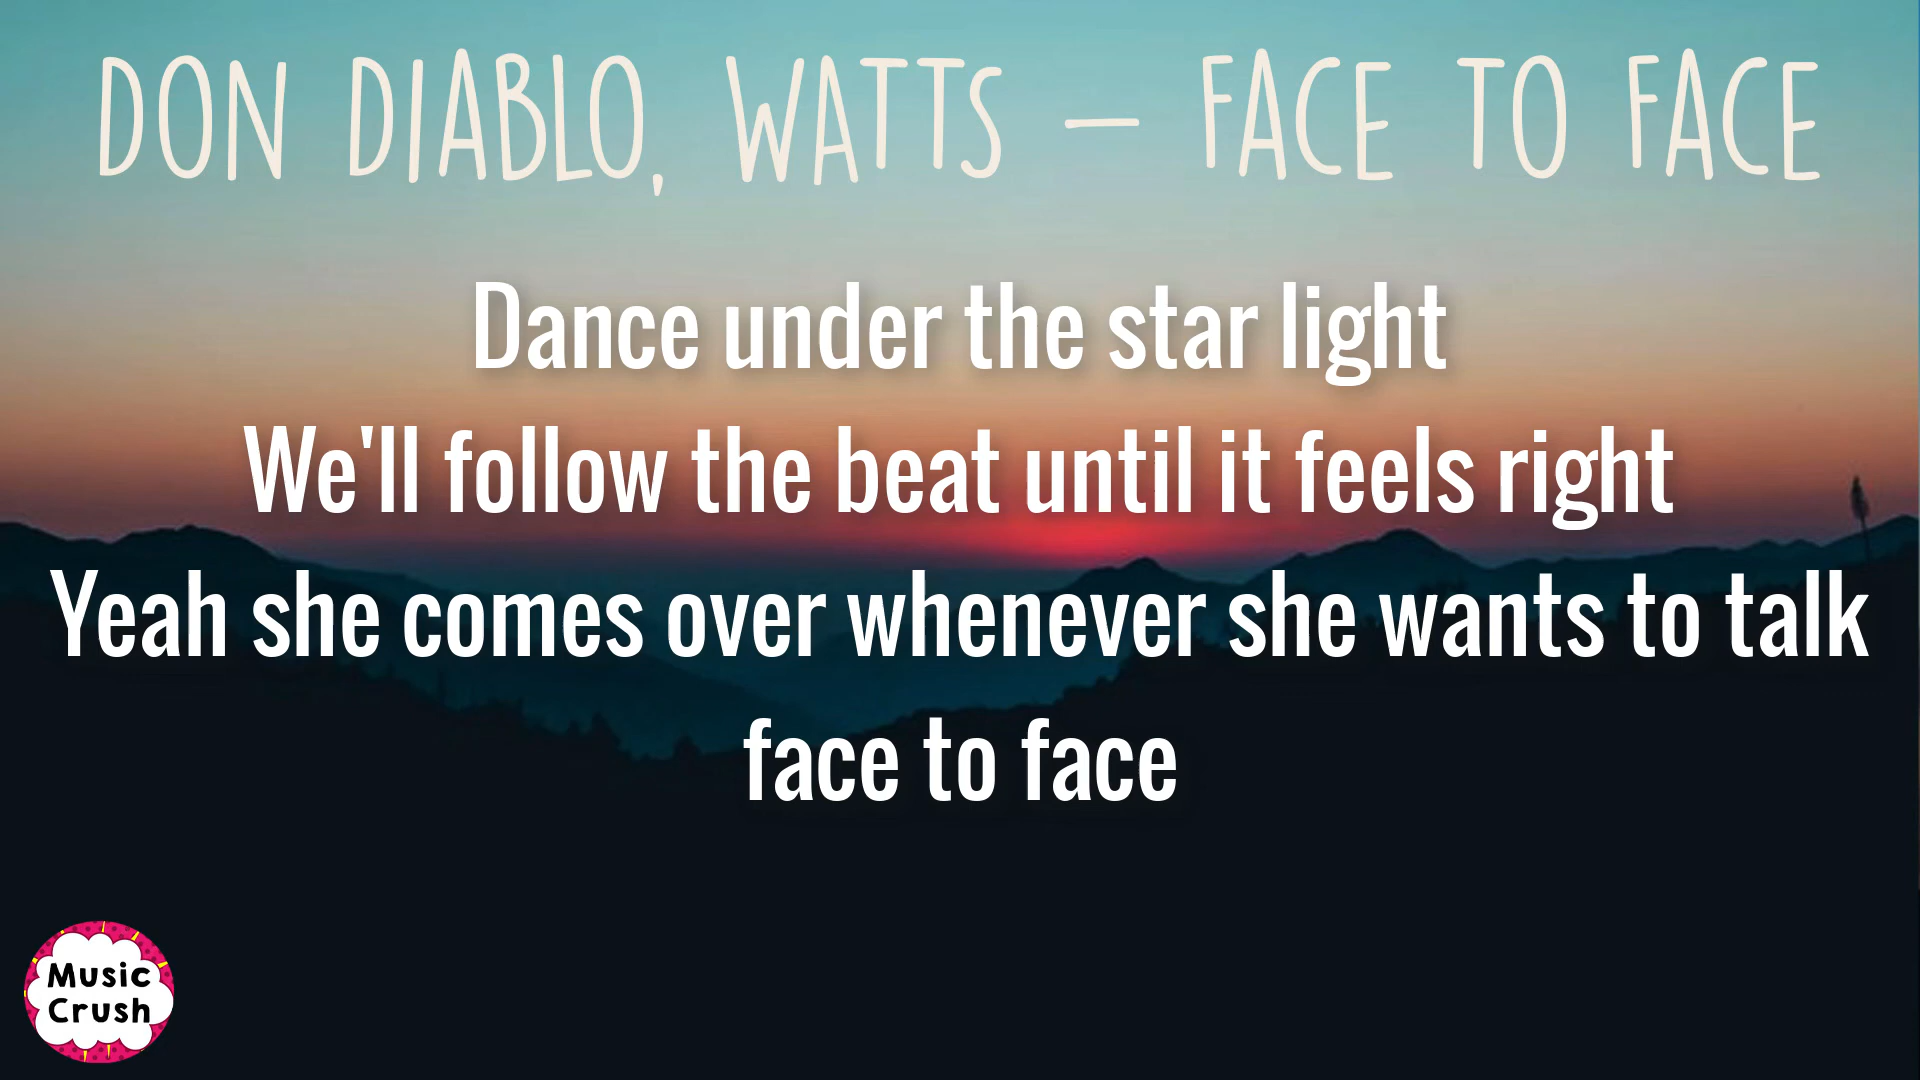 DON DIABLO, WATTS – FACE TO FACE
Dance under the star light
We'll follow the beat until it feels right
Yeah she comes over whenever she wants to talk
face to face
Music
Crush